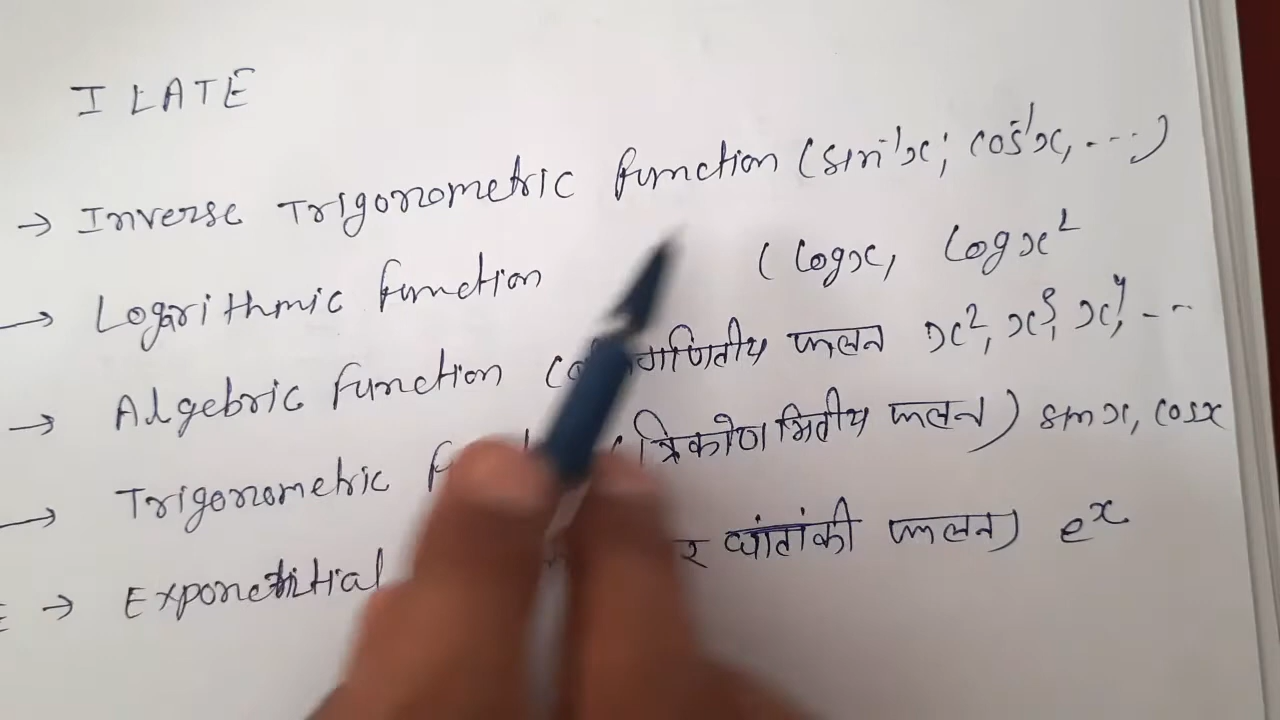 I LATE
→ Inverse Trigonometric function (sin⁻¹x, cos⁻¹x, ...)
→ Logarithmic function (logx, logx²
→ Algebric function ( फलन x², x³, x⁴, ...
→ Trigonometric (त्रिकोणमितीय फलन) sinx, cosx
E → Exponential घांतांकी फलन) eˣ